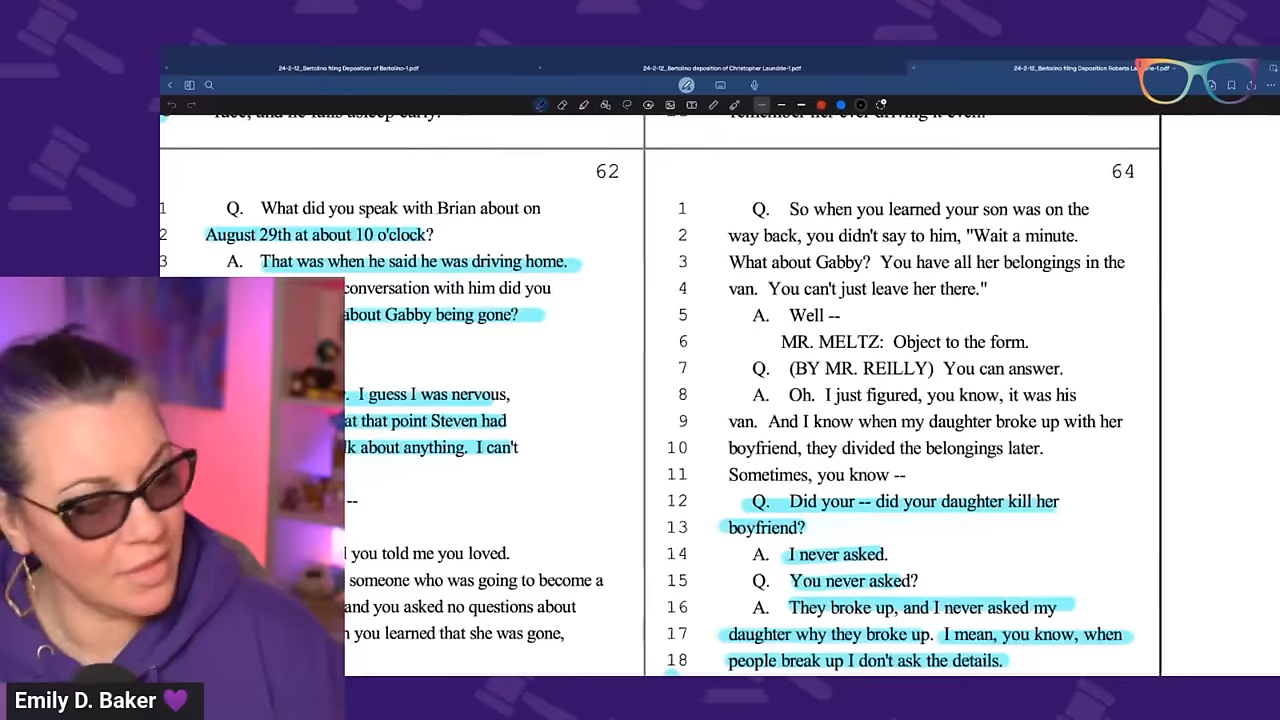 24-2-12_Bertolino filing Deposition of Bertolino-1.pdf
24-2-12_Bertolino deposition of Christopher Laundrie-1.pdf
24-2-12_Bertolino filing Deposition Roberta
-1.pdf
62
1 Q. What did you speak with Brian about on
2 August 29th at about 10 o'clock?
3 A. That was when he said he was driving home.
conversation with him did you
about Gabby being gone?
I guess I was nervous,
at that point Steven had
about anything. I can't
--
you told me you loved.
someone who was going to become a
and you asked no questions about
you learned that she was gone,
64
1 Q. So when you learned your son was on the
2 way back, you didn't say to him, "Wait a minute.
3 What about Gabby? You have all her belongings in the
4 van. You can't just leave her there."
5 A. Well --
6 MR. MELTZ: Object to the form.
7 Q. (BY MR. REILLY) You can answer.
8 A. Oh. I just figured, you know, it was his
9 van. And I know when my daughter broke up with her
10 boyfriend, they divided the belongings later.
11 Sometimes, you know --
12 Q. Did your -- did your daughter kill her
13 boyfriend?
14 A. I never asked.
15 Q. You never asked?
16 A. They broke up, and I never asked my
17 daughter why they broke up. I mean, you know, when
18 people break up I don't ask the details.
Emily D. Baker 💜